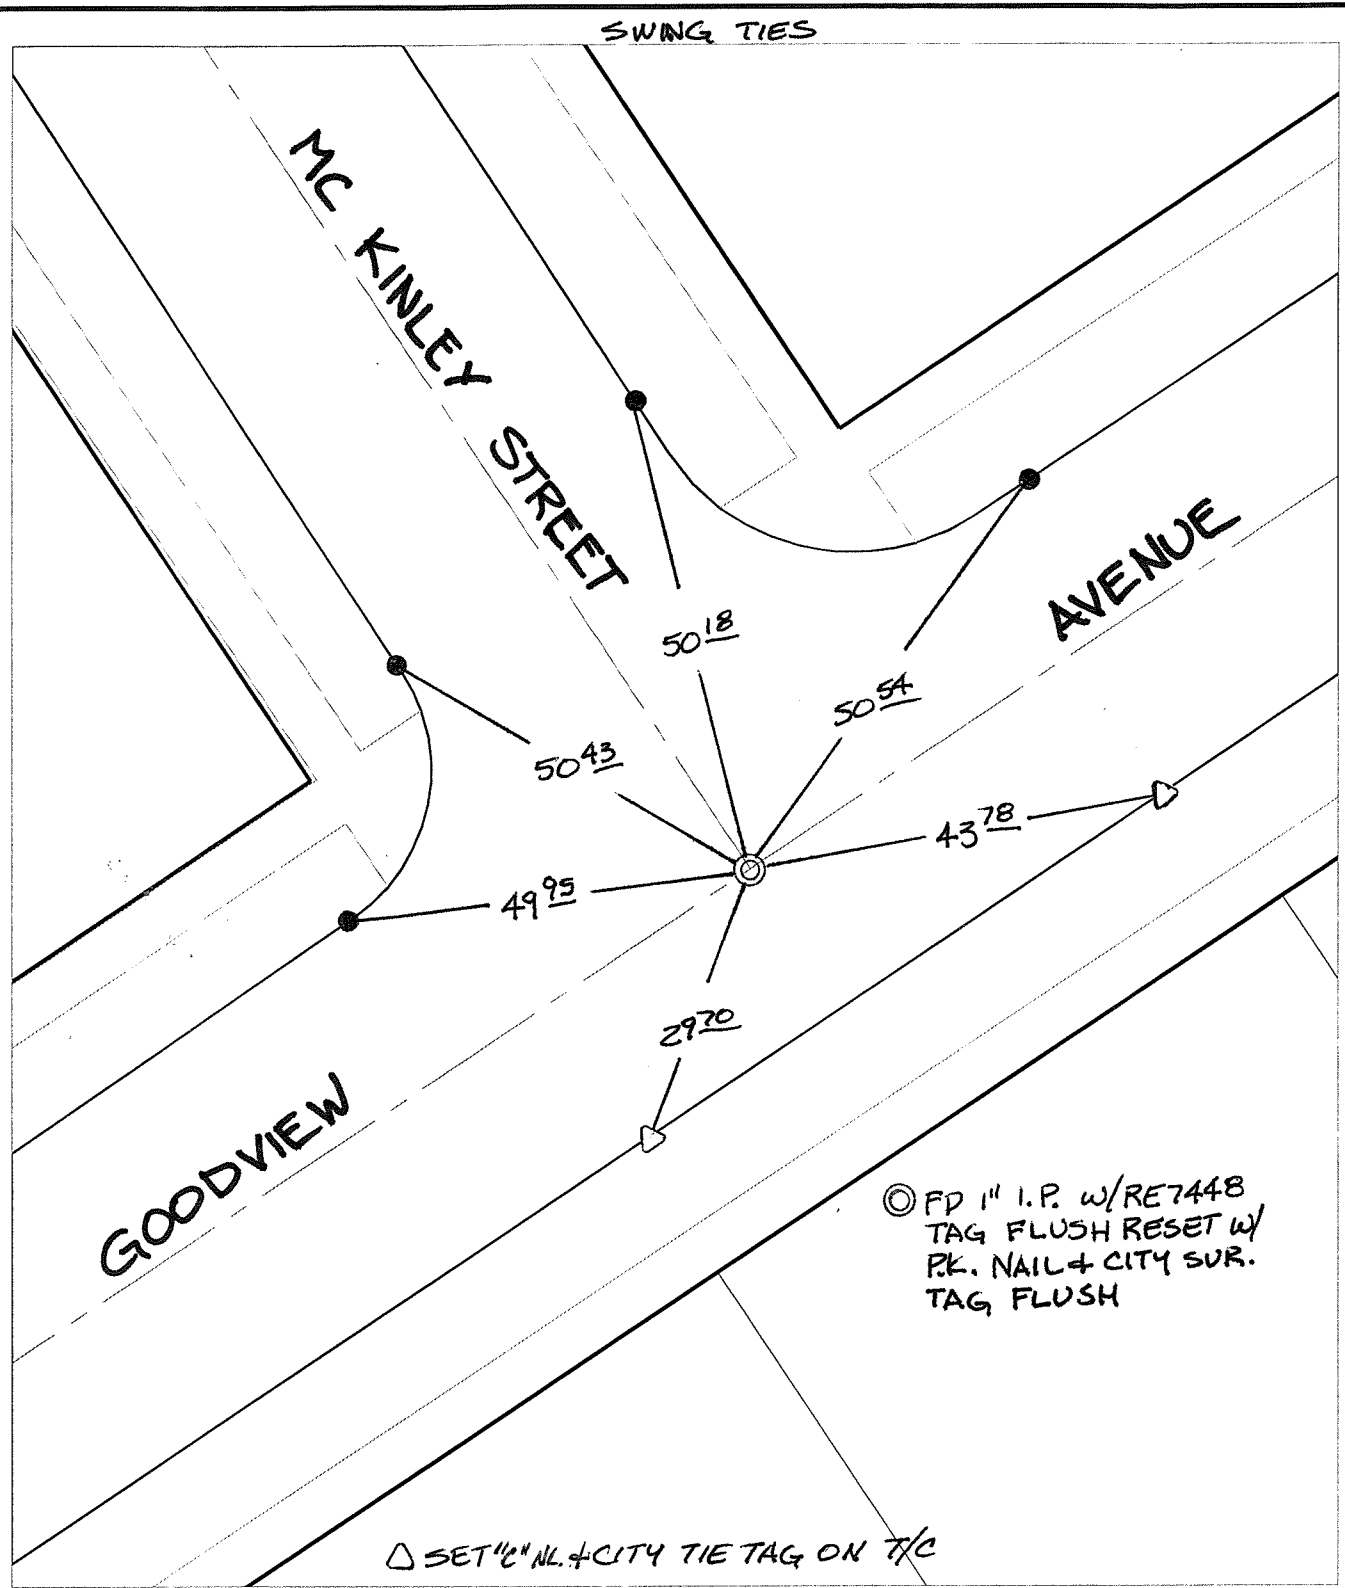 SWING TIES
MC KINLEY STREET
AVENUE
50 18
50 54
50 43
43 78
49 95
29 70
GOODVIEW
FD 1" I.P. W/RE7448
TAG FLUSH RESET W/
P.K. NAIL & CITY SUR.
TAG FLUSH
SET "C" NL. & CITY TIE TAG ON T/C